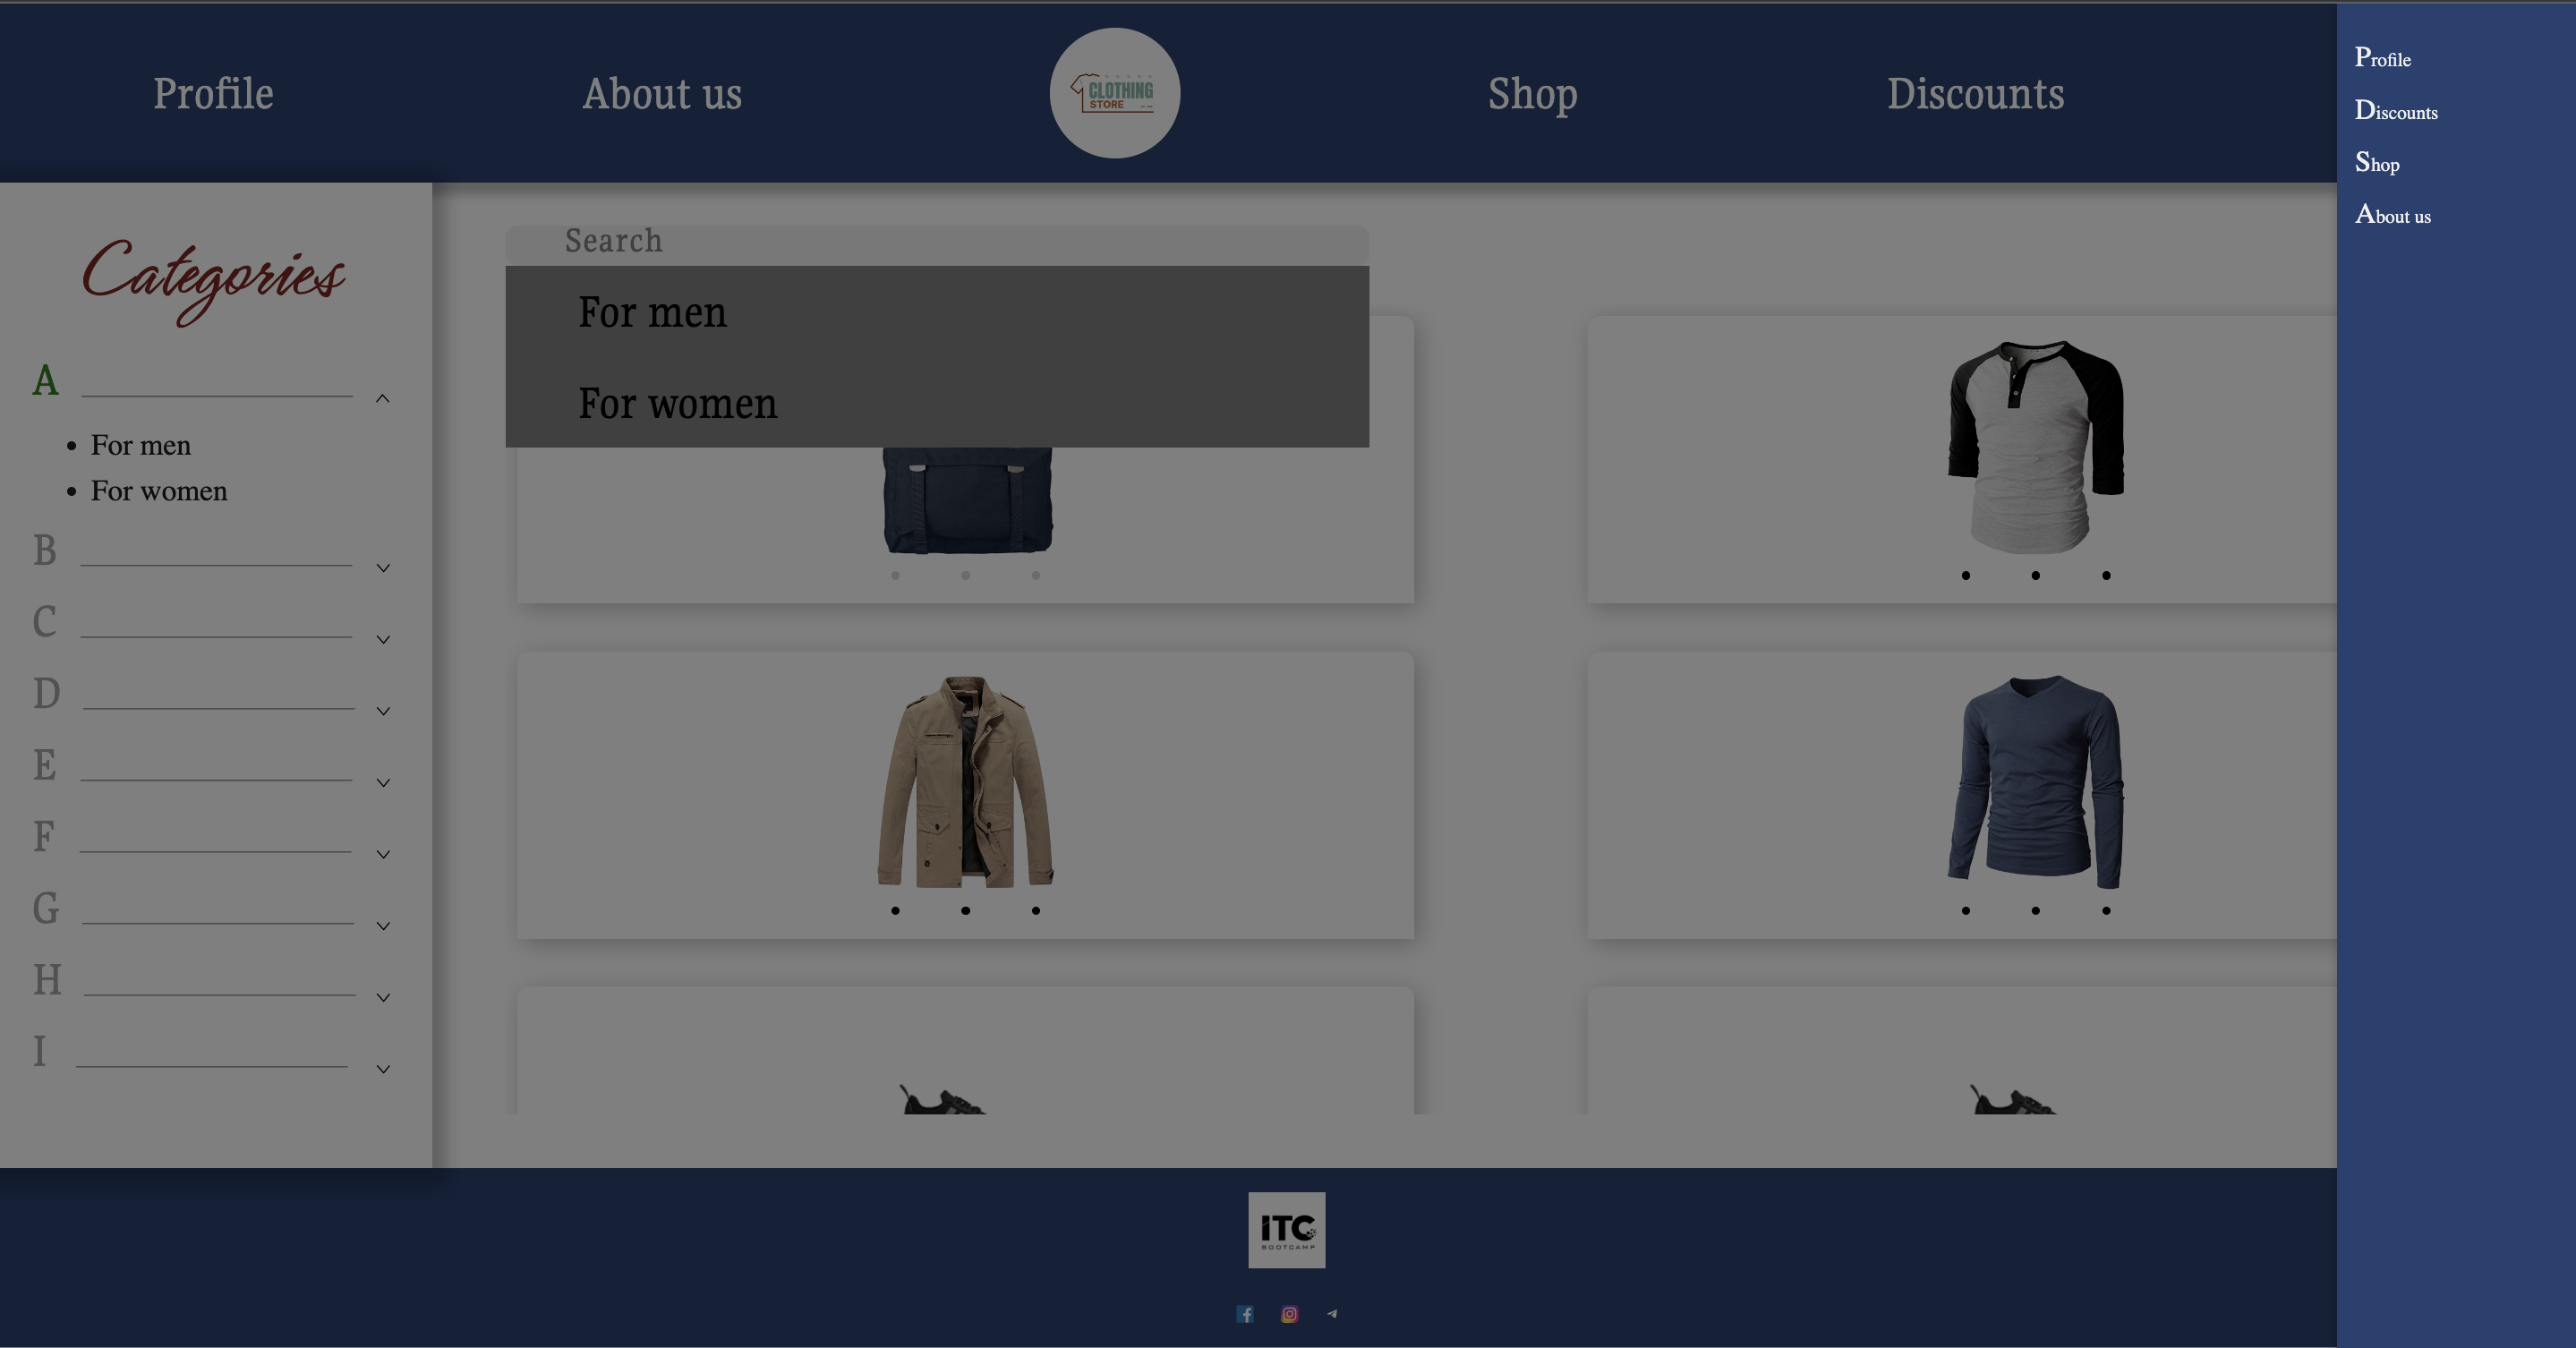 Profile
About us
CLOTHING
STORE
Shop
Discounts
Profile
Discounts
Shop
About us
Categories
A
For men
For women
B
C
D
E
F
G
H
I
Search
For men
For women
ITC
BOOTCAMP